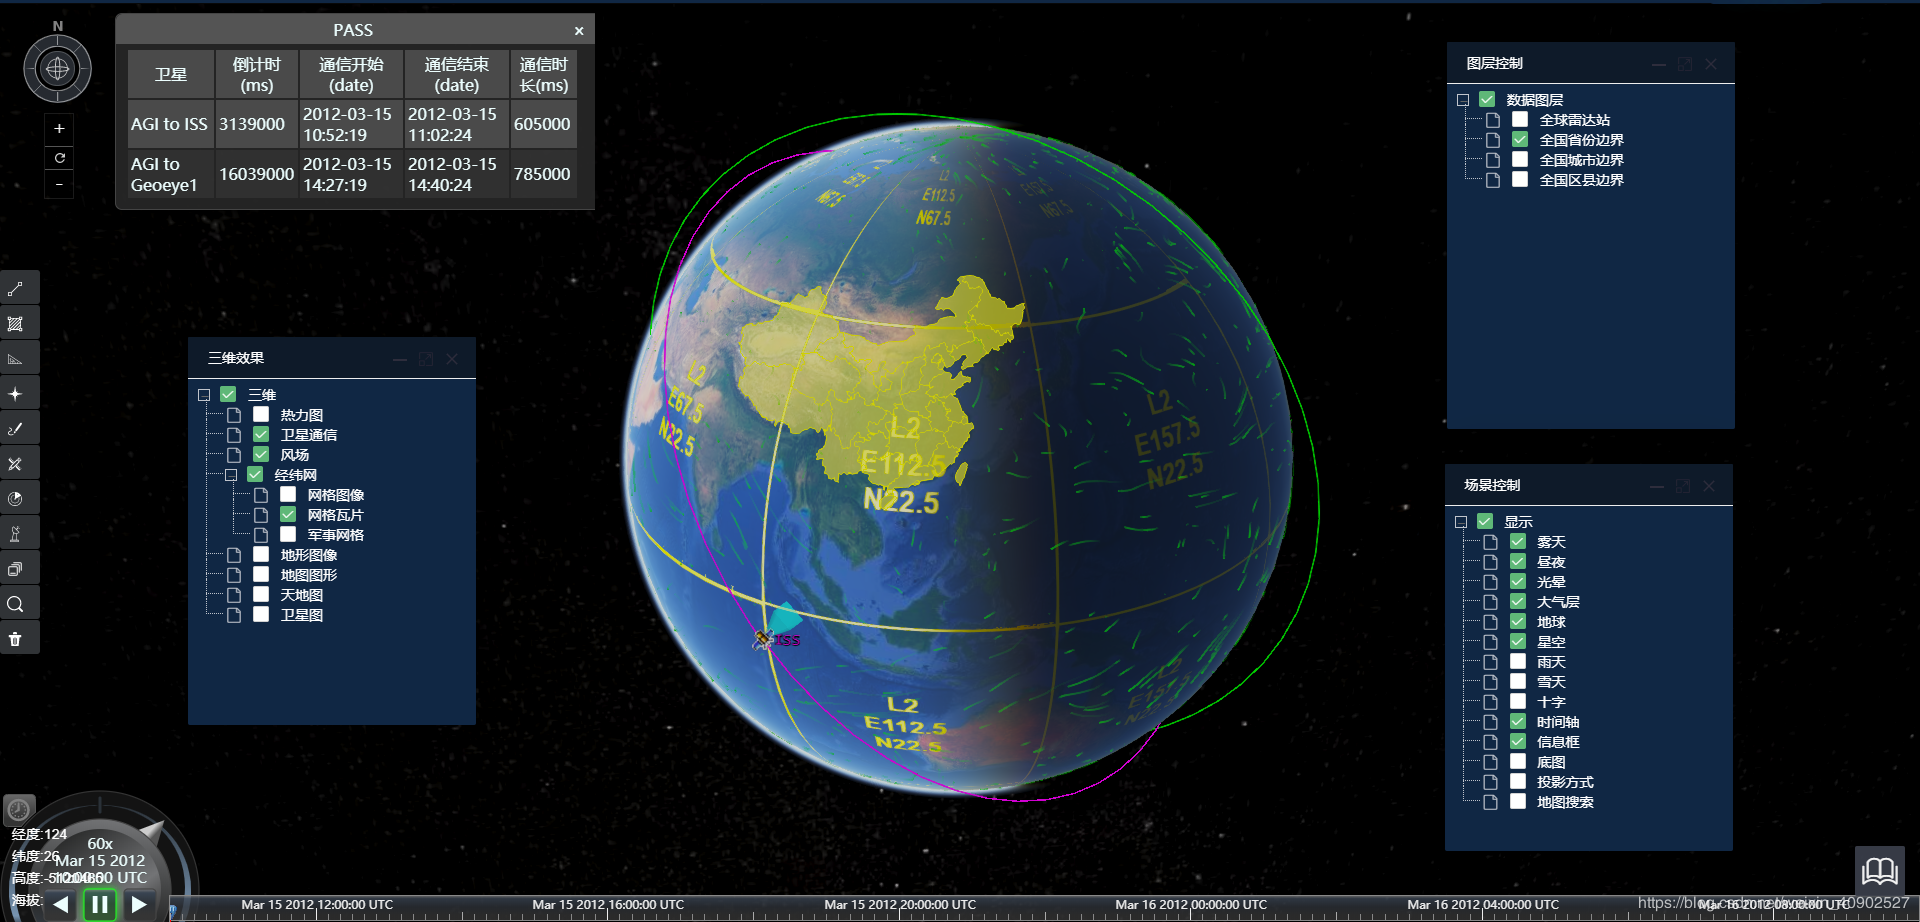 N
PASS
×
卫星 倒计时(ms) 通信开始(date) 通信结束(date) 通信时长(ms)
AGI to ISS 3139000 2012-03-15 10:52:19 2012-03-15 11:02:24 605000
AGI to Geoeye1 16039000 2012-03-15 14:27:19 2012-03-15 14:40:24 785000
三维效果
三维
热力图
卫星通信
风场
经纬网
网格图像
网格瓦片
军事网格
地形图像
地图图形
天地图
卫星图
L2
E112.5
N67.5
L2
E67.5
N22.5
L2
E112.5
N22.5
L2
E157.5
N22.5
ISS
L2
E112.5
N22.5
图层控制
数据图层
全球雷达站
全国省份边界
全国城市边界
全国区县边界
场景控制
显示
雾天
昼夜
光晕
大气层
地球
星空
雨天
雪天
十字
时间轴
信息框
底图
投影方式
地图搜索
经度:124
纬度:26
高度:
海拔:
60x
Mar 15 2012
UTC
Mar 15 2012 12:00:00 UTC
Mar 15 2012 16:00:00 UTC
Mar 15 2012 20:00:00 UTC
Mar 16 2012 00:00:00 UTC
Mar 16 2012 04:00:00 UTC
Mar 16 2012 08:00:00 UTC